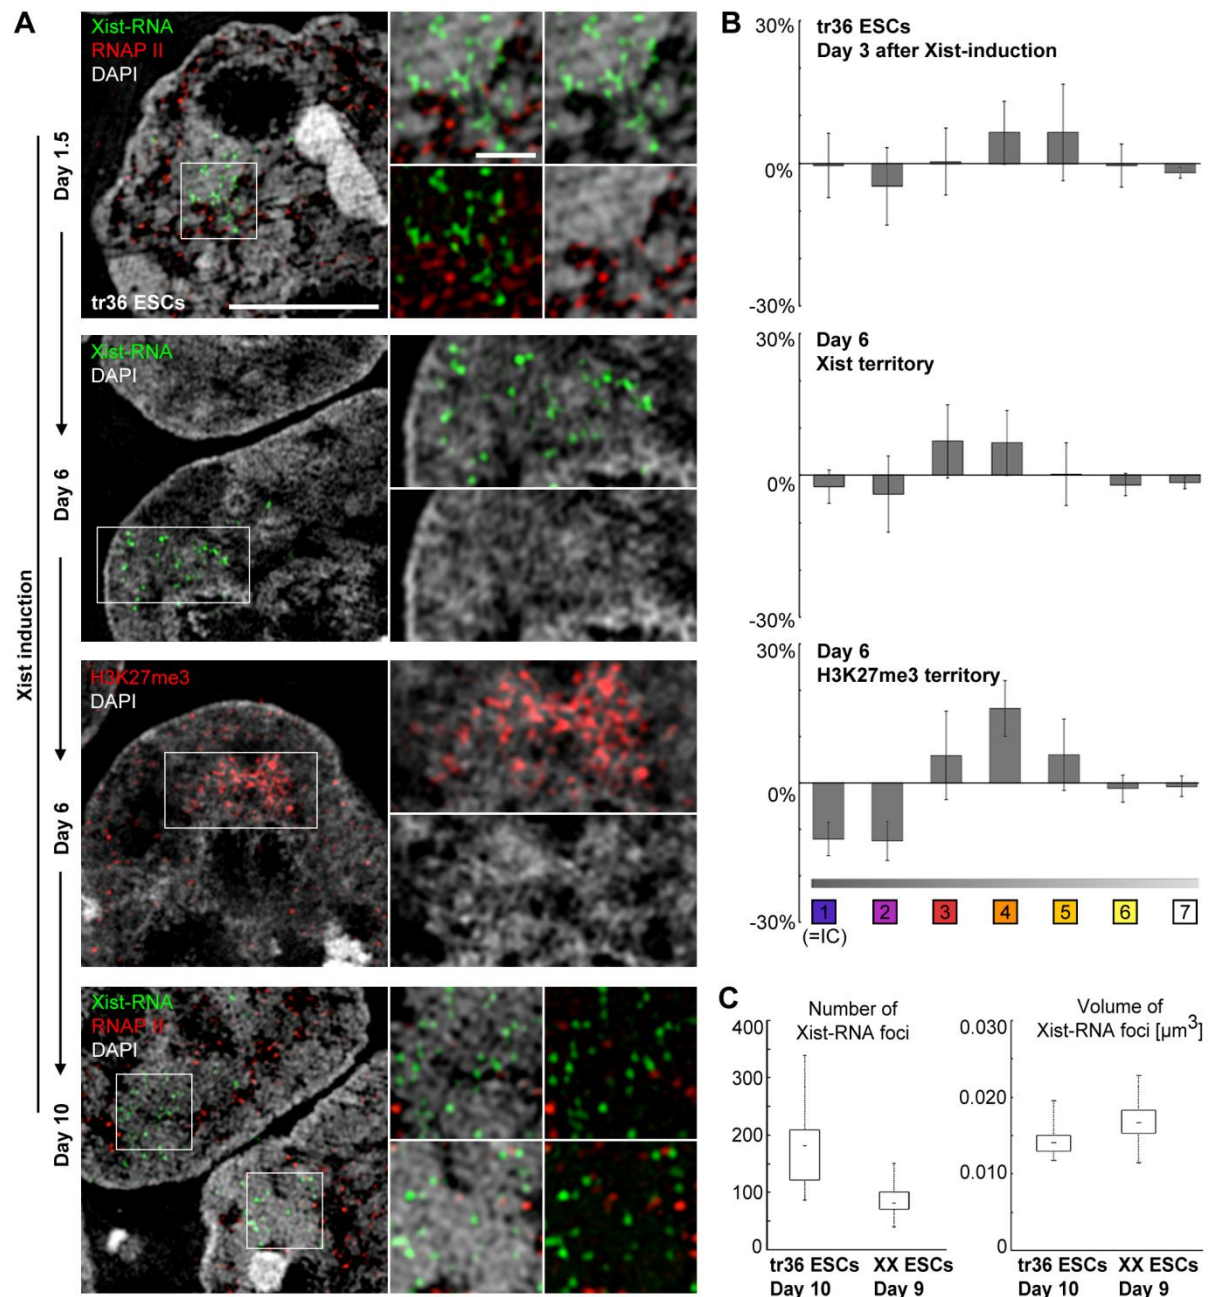 A
Xist induction
Day 1.5
Day 6
Day 6
Day 10
Xist-RNA
RNAP II
DAPI
tr36 ESCs
Xist-RNA
DAPI
H3K27me3
DAPI
Xist-RNA
RNAP II
DAPI
B
30%
0%
-30%
tr36 ESCs
Day 3 after Xist-induction
30%
0%
-30%
Day 6
Xist territory
30%
0%
-30%
Day 6
H3K27me3 territory
1 2 3 4 5 6 7
(=IC)
C
Number of
Xist-RNA foci
400
300
200
100
0
tr36 ESCs XX ESCs
Day 10 Day 9
Volume of
Xist-RNA foci [µm³]
0.030
0.020
0.010
0
tr36 ESCs XX ESCs
Day 10 Day 9